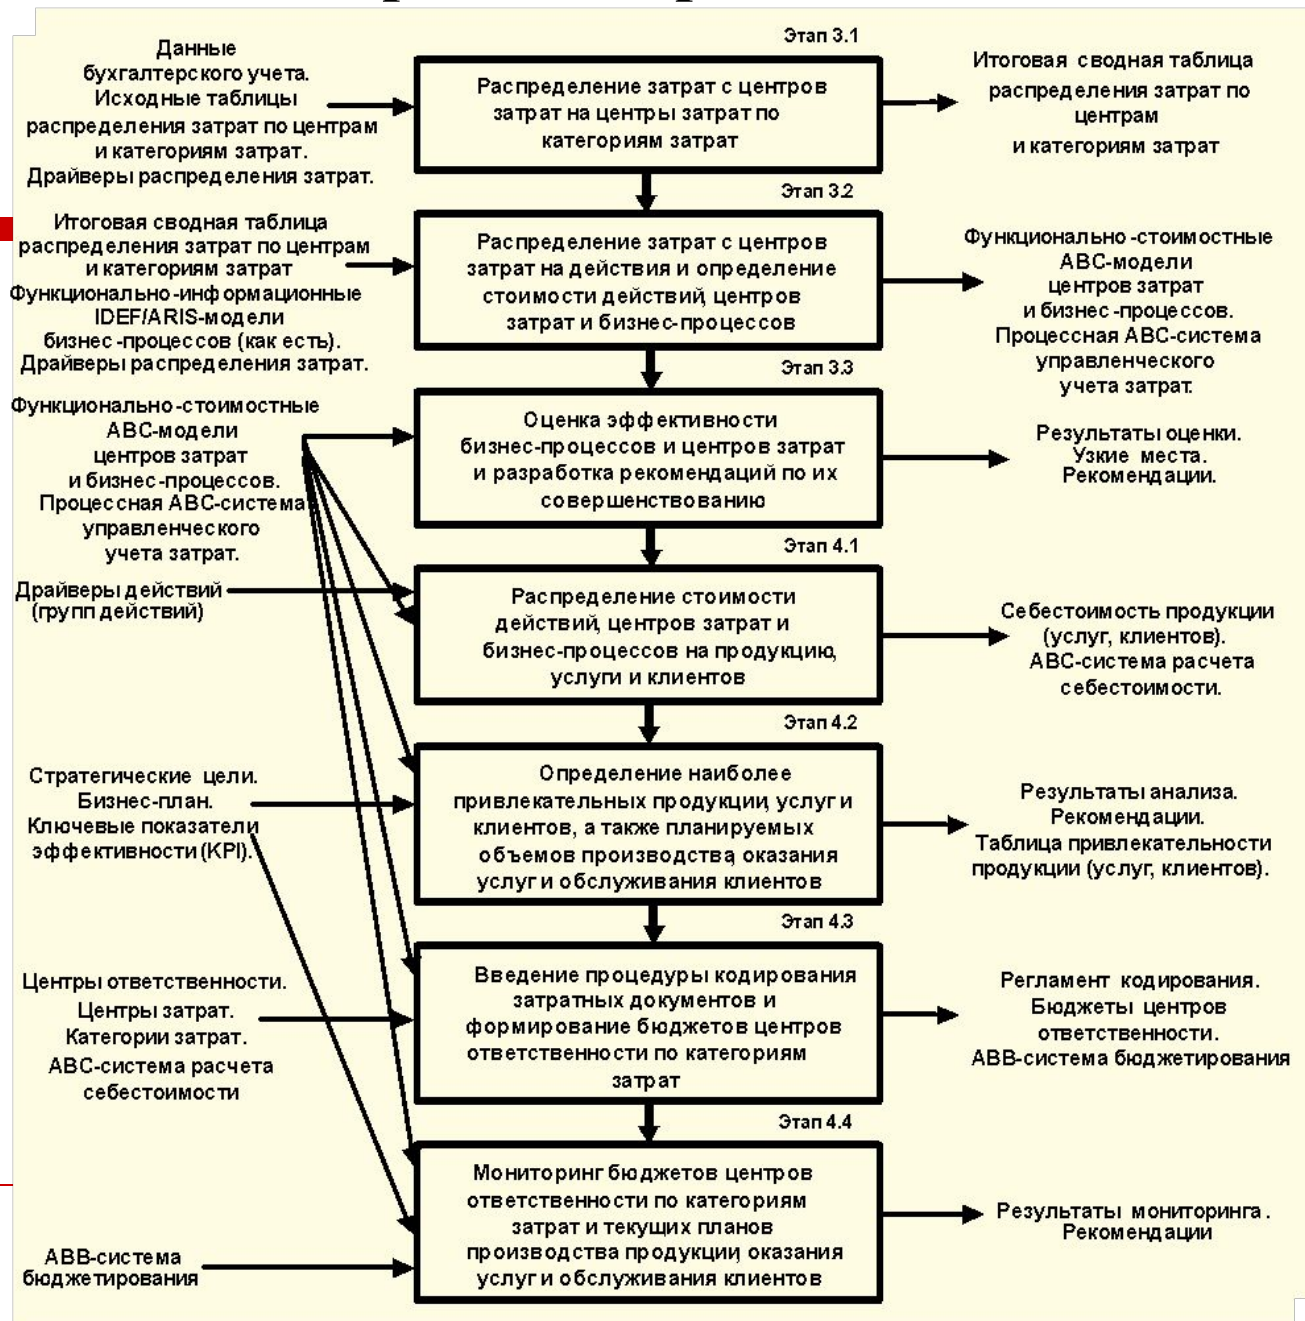 Этап 3.1
Данные
бухгалтерского учета.
Исходные таблицы
распределения затрат по центрам
и категориям затрат.
Драйверы распределения затрат.
Распределение затрат с центров
затрат на центры затрат по
категориям затрат
Итоговая сводная таблица
распределения затрат по
центрам
и категориям затрат
Этап 3.2
Итоговая сводная таблица
распределения затрат по центрам
и категориям затрат
Функционально-информационные
IDEF/ARIS-модели
бизнес-процессов (как есть).
Драйверы распределения затрат.
Распределение затрат с центров
затрат на действия и определение
стоимости действий, центров
затрат и бизнес-процессов
Функционально-стоимостные
АВС-модели
центров затрат
и бизнес-процессов.
Процессная АВС-система
управленческого
учета затрат.
Этап 3.3
Функционально-стоимостные
АВС-модели
центров затрат
и бизнес-процессов.
Процессная АВС-система
управленческого
учета затрат.
Оценка эффективности
бизнес-процессов и центров затрат
и разработка рекомендаций по их
совершенствованию
Результаты оценки.
Узкие места.
Рекомендации.
Этап 4.1
Драйверы действий
(групп действий)
Распределение стоимости
действий, центров затрат и
бизнес-процессов на продукцию,
услуги и клиентов
Себестоимость продукции
(услуг, клиентов).
АВС-система расчета
себестоимости.
Этап 4.2
Стратегические цели.
Бизнес-план.
Ключевые показатели
эффективности (KPI).
Определение наиболее
привлекательных продукции, услуг и
клиентов, а также планируемых
объемов производства, оказания
услуг и обслуживания клиентов
Результаты анализа.
Рекомендации.
Таблица привлекательности
продукции (услуг, клиентов).
Этап 4.3
Центры ответственности.
Центры затрат.
Категории затрат.
АВС-система расчета
себестоимости
Введение процедуры кодирования
затратных документов и
формирование бюджетов центров
ответственности по категориям
затрат
Регламент кодирования.
Бюджеты центров
ответственности.
АВВ-система бюджетирования
Этап 4.4
АВВ-система
бюджетирования
Мониторинг бюджетов центров
ответственности по категориям
затрат и текущих планов
производства продукции, оказания
услуг и обслуживания клиентов
Результаты мониторинга.
Рекомендации